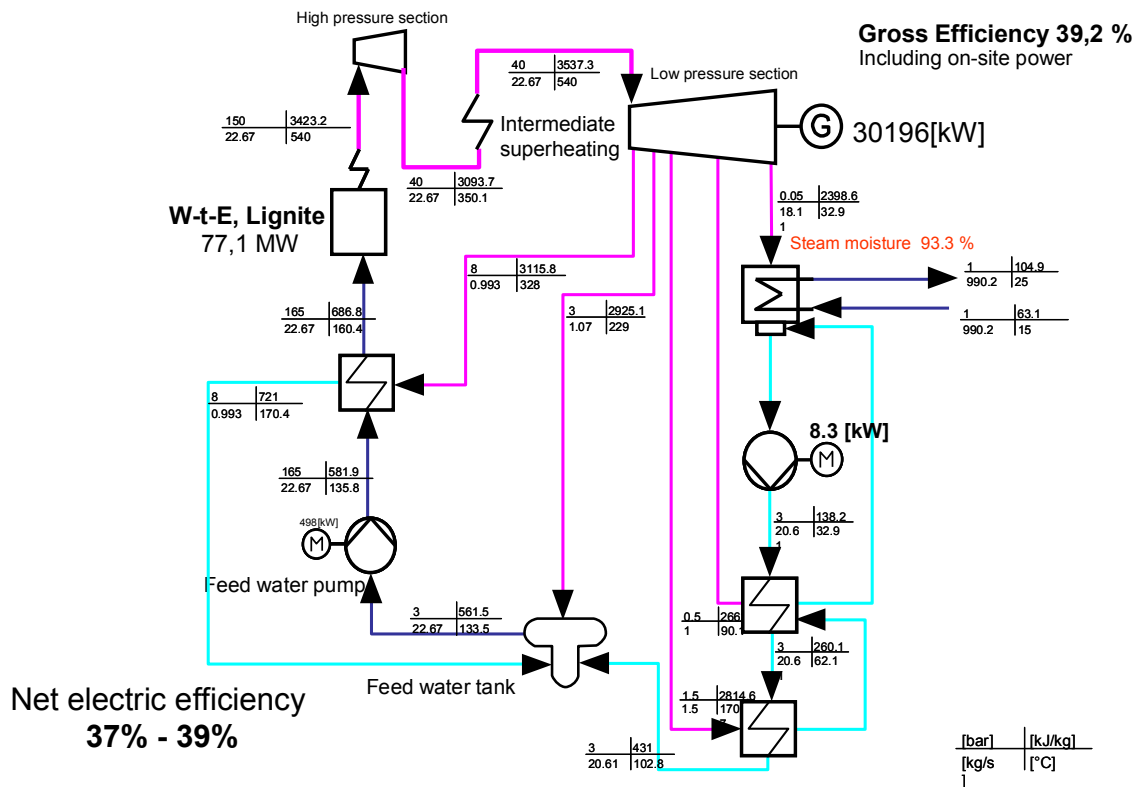 High pressure section
Gross Efficiency 39,2 %
Including on-site power
40 3537.3
22.67 540
Low pressure section
150 3423.2
22.67 540
Intermediate
superheating
G
30196[kW]
40 3093.7
22.67 350.1
0.05 2398.6
18.1 32.9
1
W-t-E, Lignite
77,1 MW
Steam moisture 93.3 %
8 3115.8
0.993 328
1 104.9
990.2 25
165 686.8
22.67 160.4
3 2925.1
1.07 229
1 63.1
990.2 15
8 721
0.993 170.4
8.3 [kW]
M
165 581.9
22.67 135.8
498[kW]
M
3 138.2
20.6 32.9
1
Feed water pump
3 561.5
22.67 133.5
0.5 266
1 90.1
3 260.1
20.6 62.1
Feed water tank
Net electric efficiency
37% - 39%
1.5 2814.6
1.5 170
7
3 431
20.61 102.8
[bar] [kJ/kg]
[kg/s [°C]
]